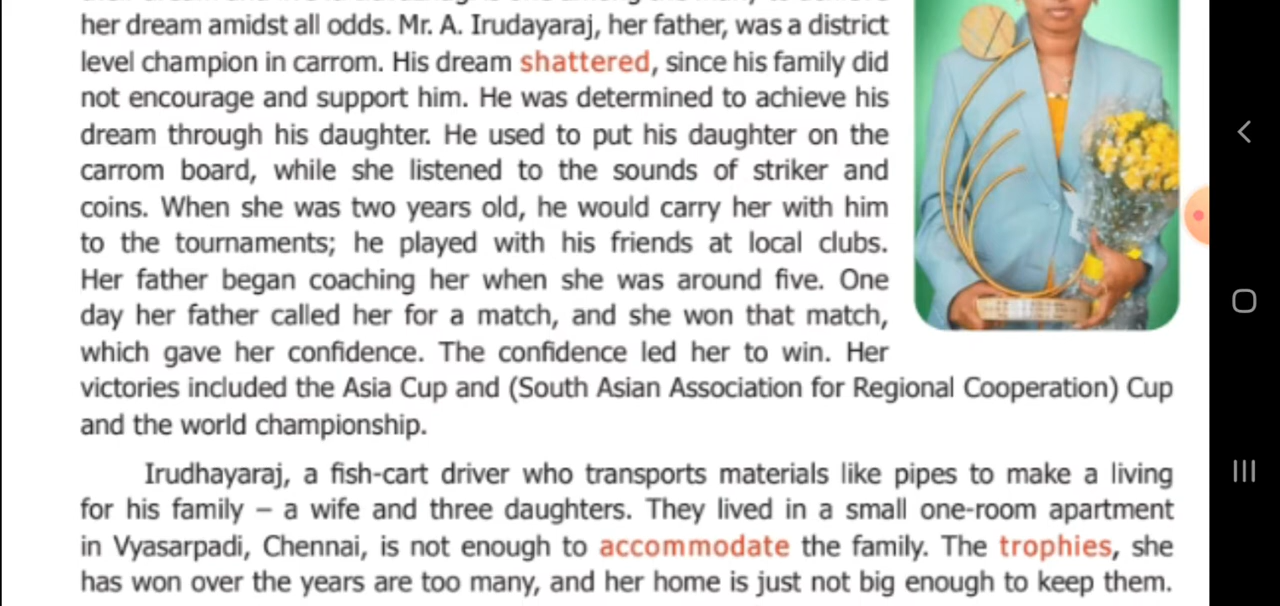 her dream amidst all odds. Mr. A. Irudayaraj, her father, was a district
level champion in carrom. His dream shattered, since his family did
not encourage and support him. He was determined to achieve his
dream through his daughter. He used to put his daughter on the
carrom board, while she listened to the sounds of striker and
coins. When she was two years old, he would carry her with him
to the tournaments; he played with his friends at local clubs.
Her father began coaching her when she was around five. One
day her father called her for a match, and she won that match,
which gave her confidence. The confidence led her to win. Her
victories included the Asia Cup and (South Asian Association for Regional Cooperation) Cup
and the world championship.
Irudhayaraj, a fish-cart driver who transports materials like pipes to make a living
for his family – a wife and three daughters. They lived in a small one-room apartment
in Vyasarpadi, Chennai, is not enough to accommodate the family. The trophies, she
has won over the years are too many, and her home is just not big enough to keep them.